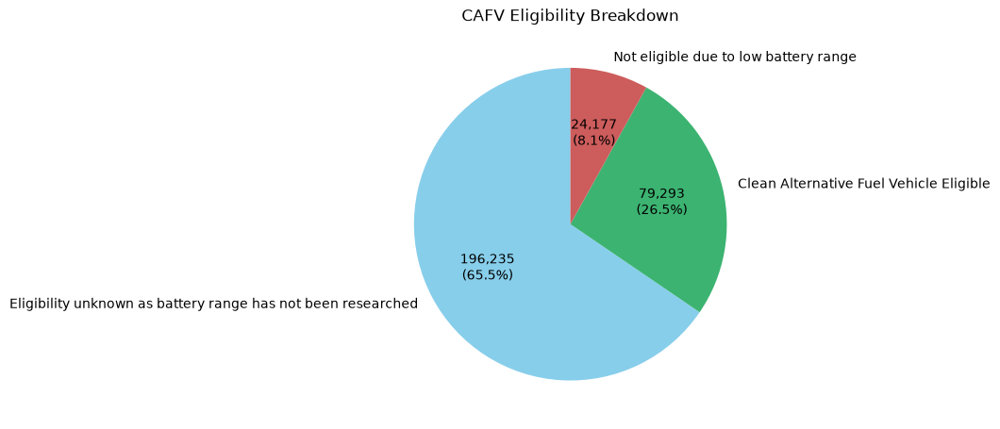 CAFV Eligibility Breakdown
Not eligible due to low battery range
24,177
(8.1%)
Clean Alternative Fuel Vehicle Eligible
79,293
(26.5%)
196,235
(65.5%)
Eligibility unknown as battery range has not been researched